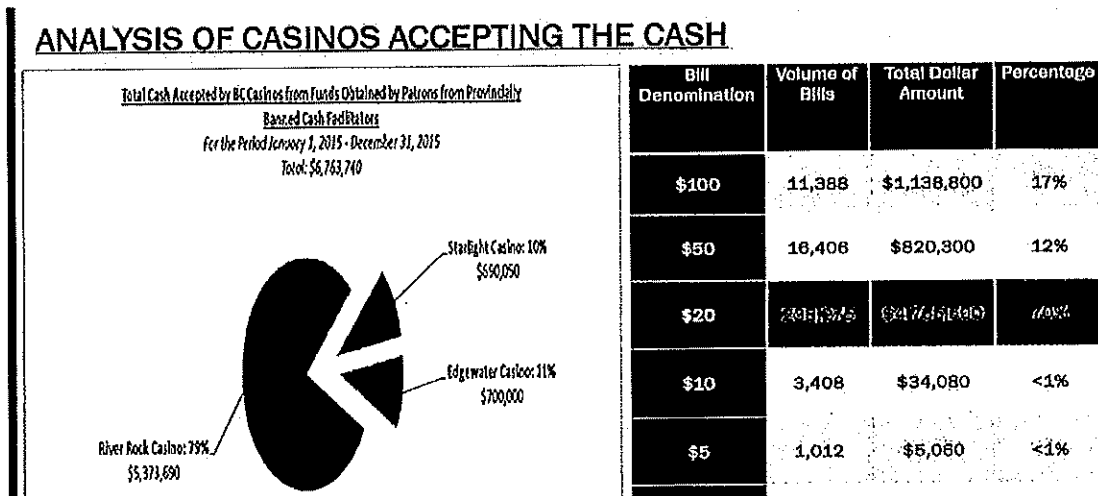 ANALYSIS OF CASINOS ACCEPTING THE CASH
Total Cash Accepted by BC Casinos from Funds Obtained by Patrons from Provincially
Banned Cash Facilitators
For the Period January 1, 2015 - December 31, 2015
Total: $6,763,740
Starlight Casino: 10%
Edgewater Casino: 11%
$700,000
River Rock Casino: 79%
$5,373,690
Bill Denomination Volume of Bills Total Dollar Amount Percentage
$100 11,388 $1,138,800 17%
$50 16,406 $820,300 12%
$20
$10 3,408 $34,080 <1%
$5 1,012 $5,060 <1%